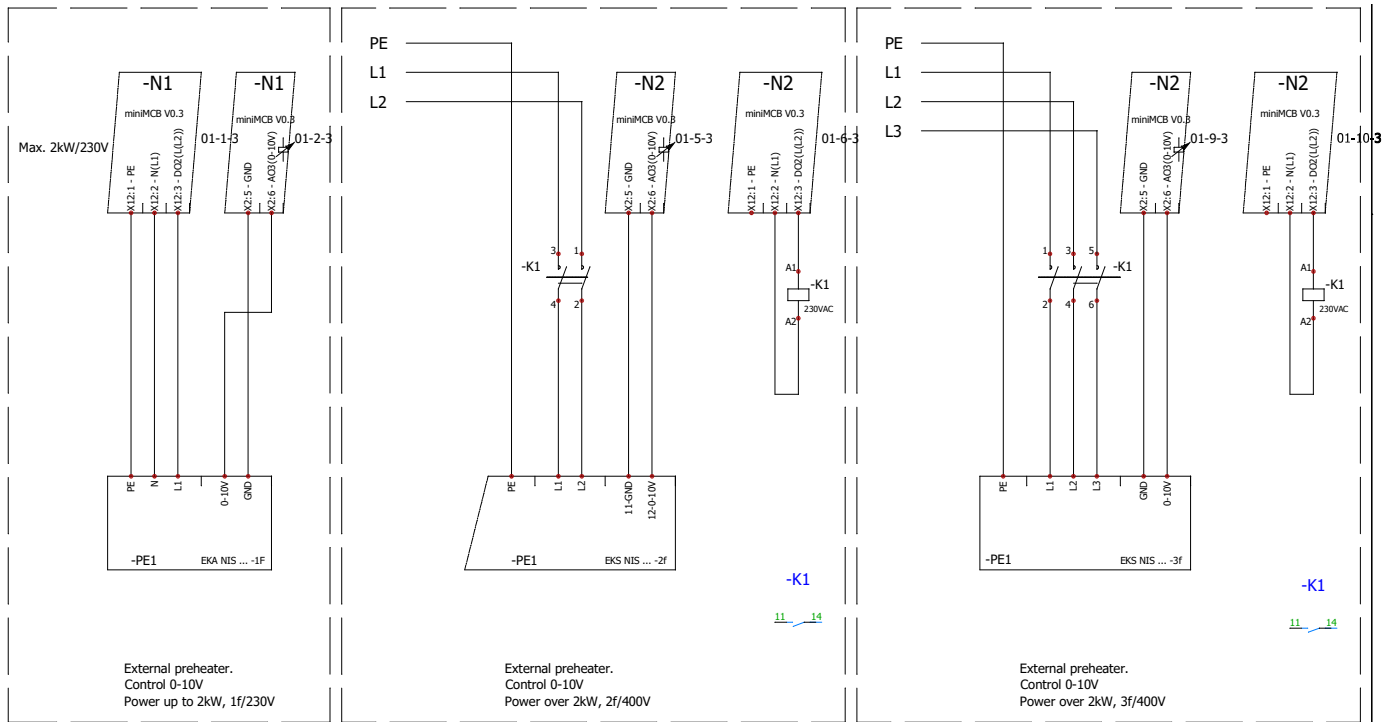 -N1
miniMCB V0.3
01-1-3
Max. 2kW/230V
X12:1 - PE
X12:2 - N(L1)
X12:3 - DO2(L(L2))
-N1
miniMCB V0.3
01-2-3
X2:5 - GND
X2:6 - AO3(0-10V)
PE
N
L1
0-10V
GND
-PE1
EKA NIS ... -1F
External preheater.
Control 0-10V
Power up to 2kW, 1f/230V
PE
L1
L2
-N2
miniMCB V0.3
01-5-3
X2:5 - GND
X2:6 - AO3(0-10V)
-N2
miniMCB V0.3
01-6-3
X12:1 - PE
X12:2 - N(L1)
X12:3 - DO2(L(L2))
3
1
-K1
4
2
A1
-K1
230VAC
A2
PE
L1
L2
11-GND
12-0-10V
-PE1
EKS NIS ... -2f
-K1
11
14
External preheater.
Control 0-10V
Power over 2kW, 2f/400V
PE
L1
L2
L3
-N2
miniMCB V0.3
01-9-3
X2:5 - GND
X2:6 - AO3(0-10V)
-N2
miniMCB V0.3
01-10-3
X12:1 - PE
X12:2 - N(L1)
X12:3 - DO2(L(L2))
1
3
5
-K1
2
4
6
A1
-K1
230VAC
A2
PE
L1
L2
L3
GND
0-10V
-PE1
EKS NIS ... -3f
-K1
11
14
External preheater.
Control 0-10V
Power over 2kW, 3f/400V